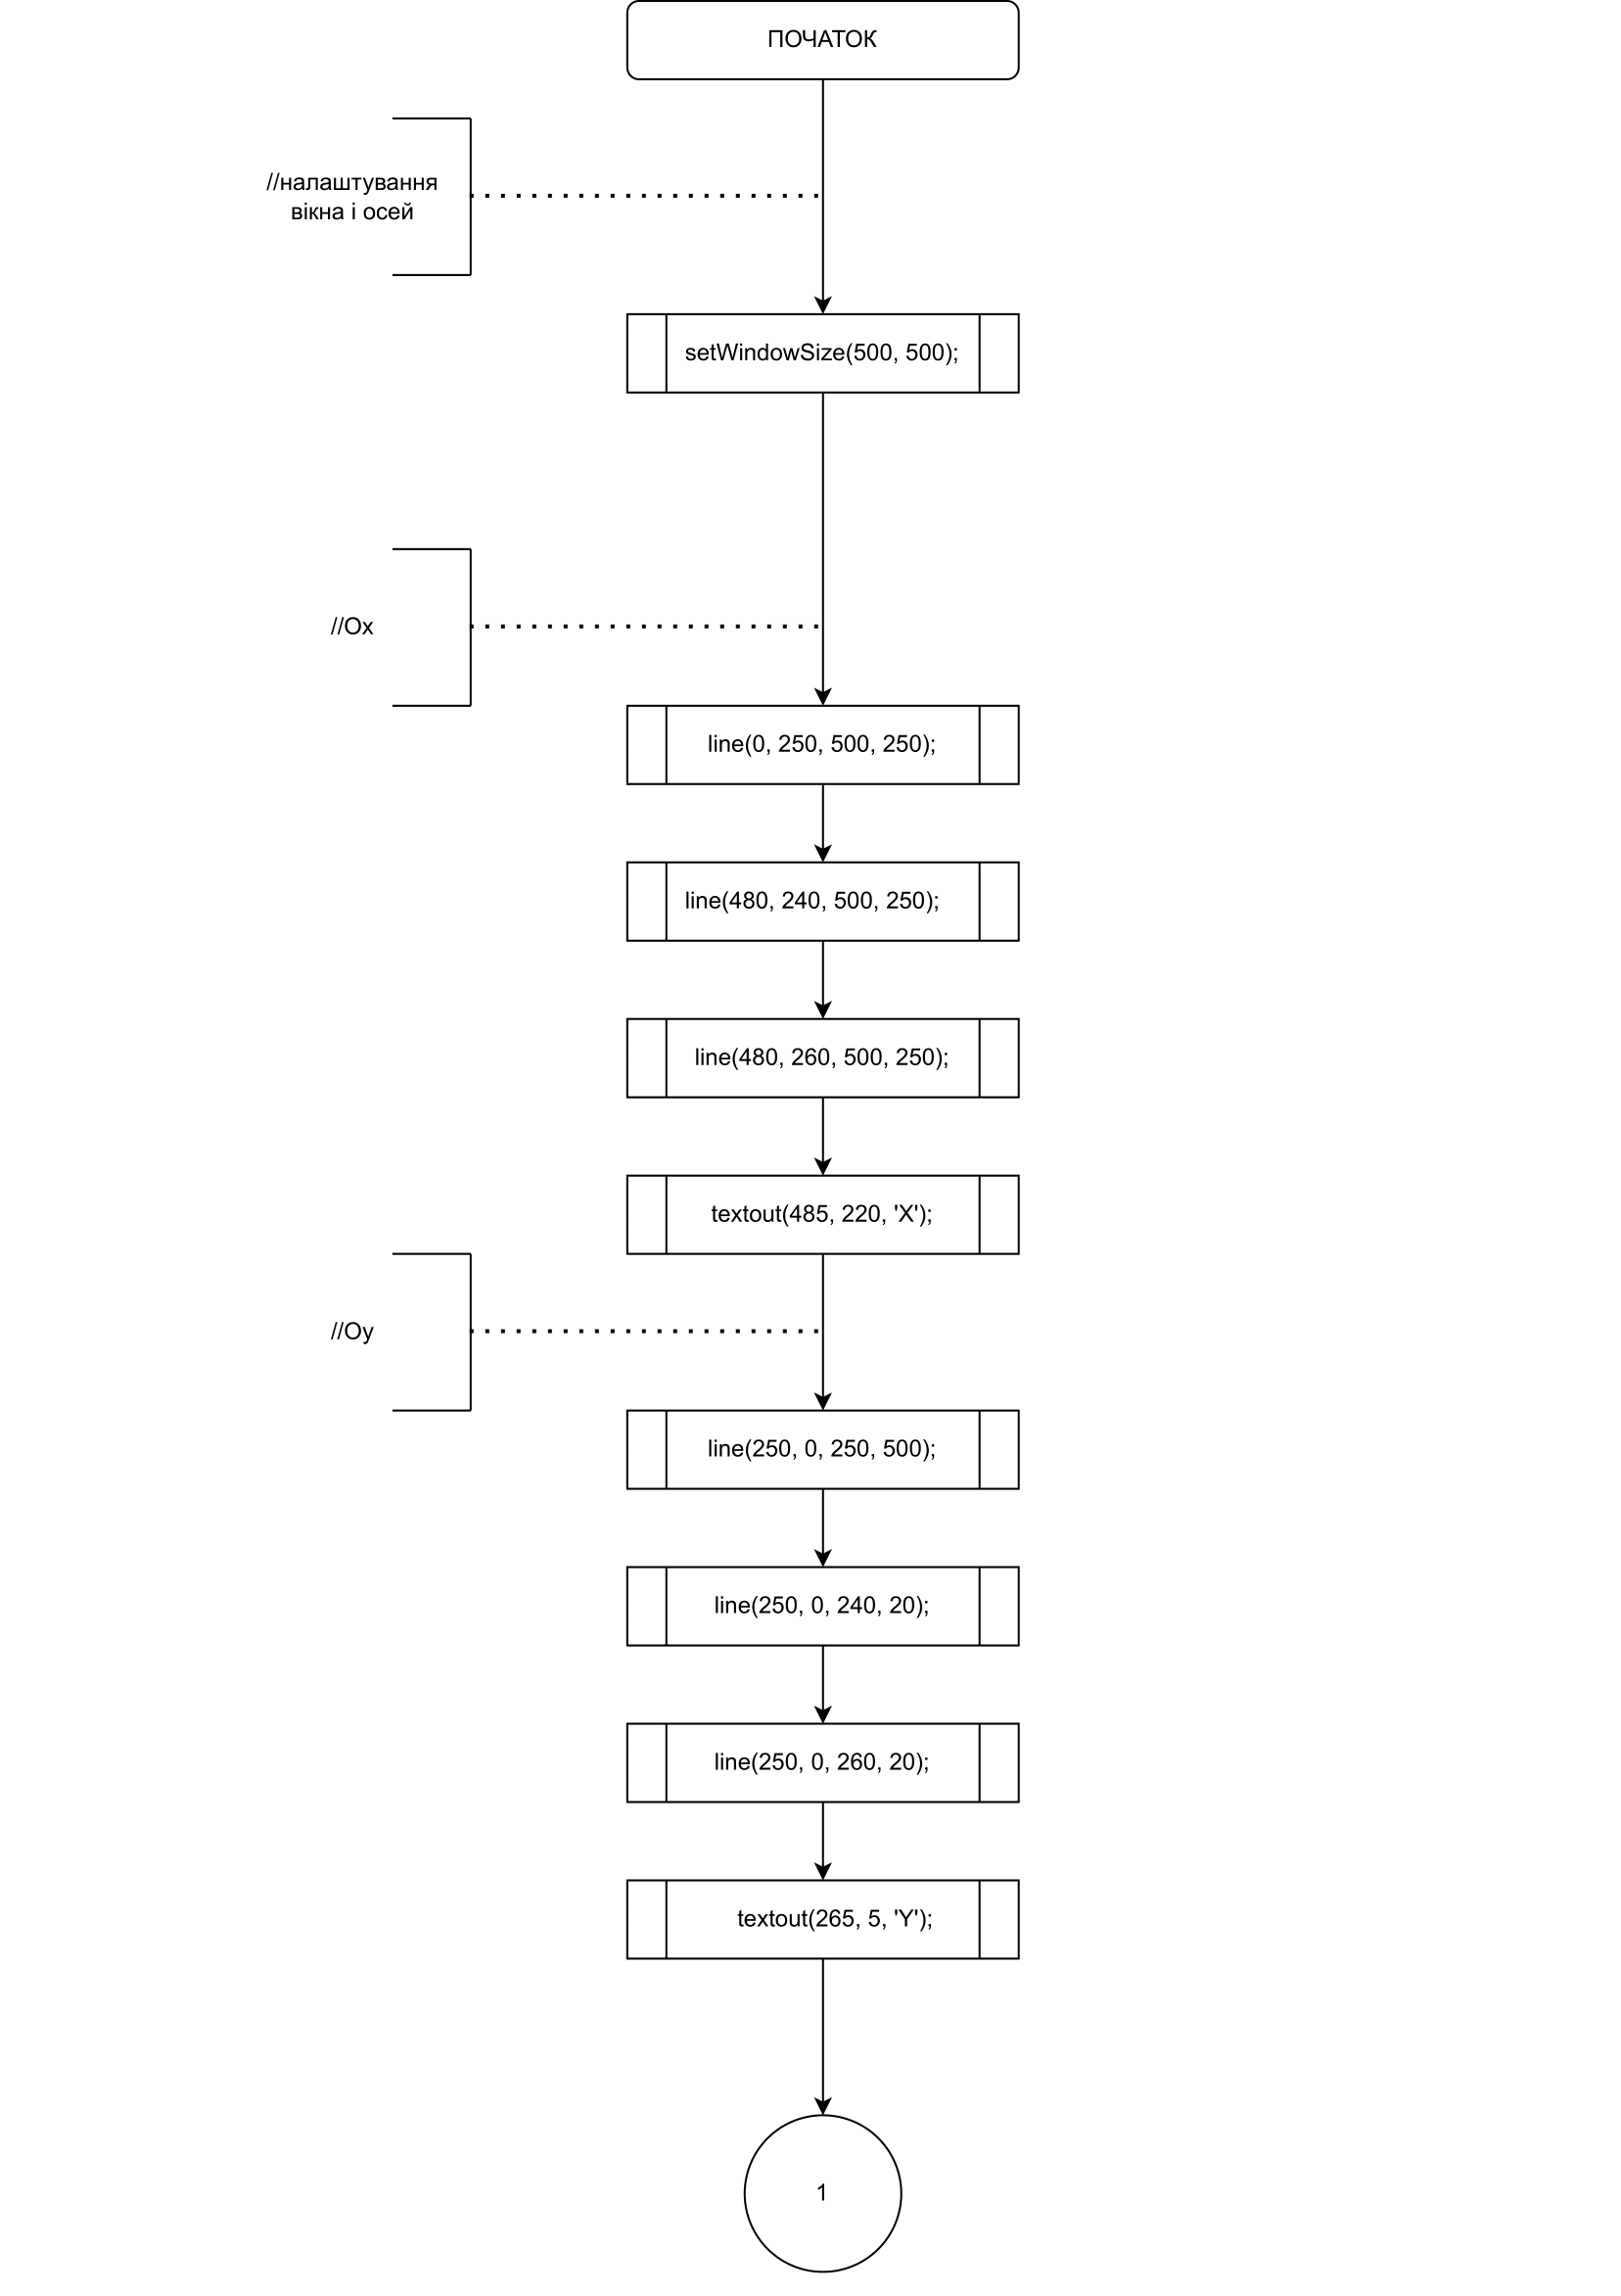 ПОЧАТОК
//налаштування
вікна і осей
setWindowSize(500, 500);
//Ox
line(0, 250, 500, 250);
line(480, 240, 500, 250);
line(480, 260, 500, 250);
textout(485, 220, 'X');
//Oy
line(250, 0, 250, 500);
line(250, 0, 240, 20);
line(250, 0, 260, 20);
textout(265, 5, 'Y');
1